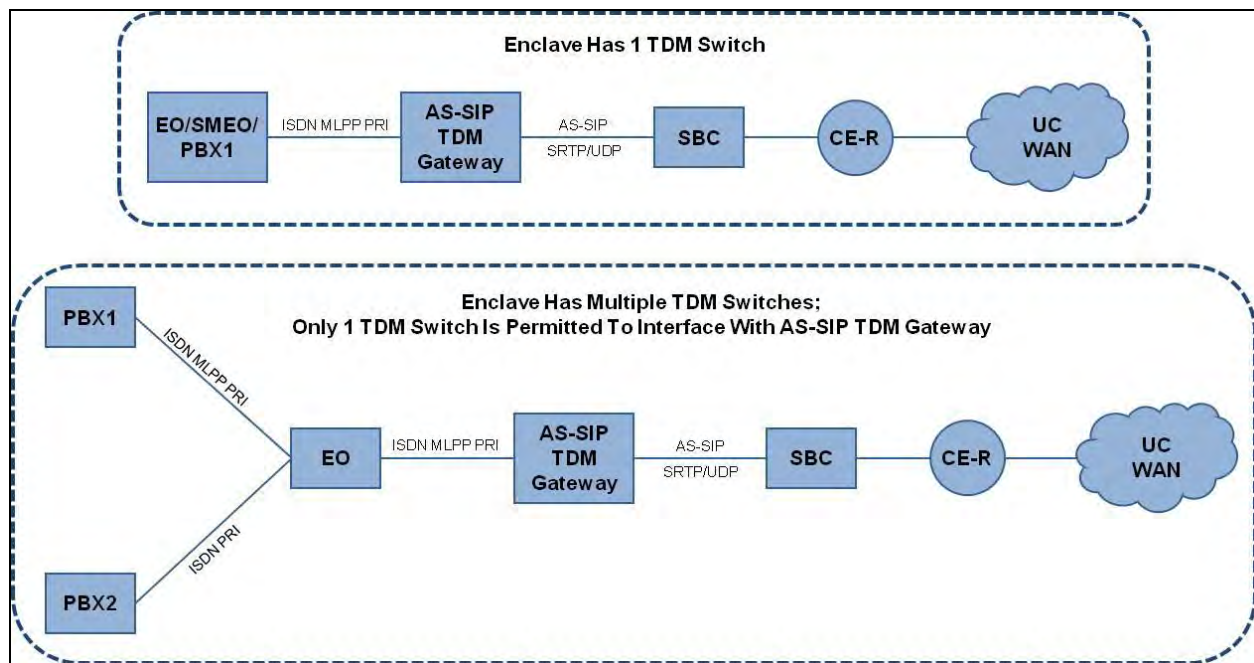 Enclave Has 1 TDM Switch
EO/SMEO/
PBX1
ISDN MLPP PRI
AS-SIP
TDM
Gateway
AS-SIP
SRTP/UDP
SBC
CE-R
UC
WAN
Enclave Has Multiple TDM Switches;
Only 1 TDM Switch Is Permitted To Interface With AS-SIP TDM Gateway
PBX1
ISDN MLPP PRI
EO
ISDN MLPP PRI
AS-SIP
TDM
Gateway
AS-SIP
SRTP/UDP
SBC
CE-R
UC
WAN
ISDN PRI
PBX2